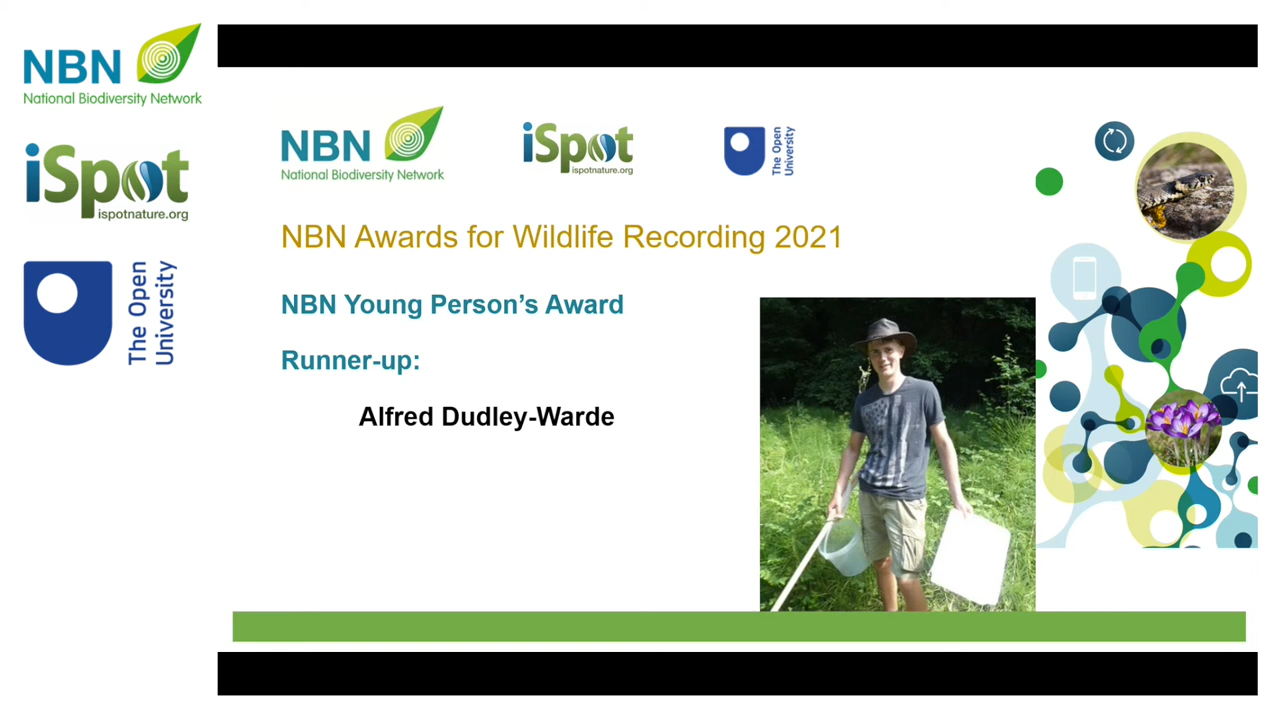 NBN
National Biodiversity Network
iSpot
ispotnature.org
The Open
University
NBN
National Biodiversity Network
iSpot
ispotnature.org
The Open
University
NBN Awards for Wildlife Recording 2021
NBN Young Person’s Award
Runner-up:
Alfred Dudley-Warde